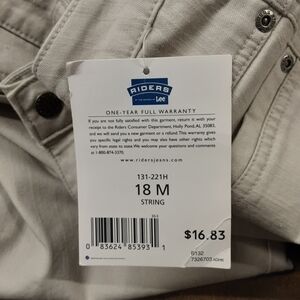 RIDERS
Lee
ONE-YEAR FULL WARRANTY
If you are not fully satisfied with this garment, return it with your
receipt to the Riders Consumer Department, Holly Pond, AL 35083,
and we will send you a new garment or a refund. This warranty gives
you specific legal rights and you may also have other rights which
vary from state to state. We welcome your questions and comments
at 1-800-874-3370.
www.ridersjeans.com
131-221H
18 M
STRING
0 83624 85393 1
$16.83
0132